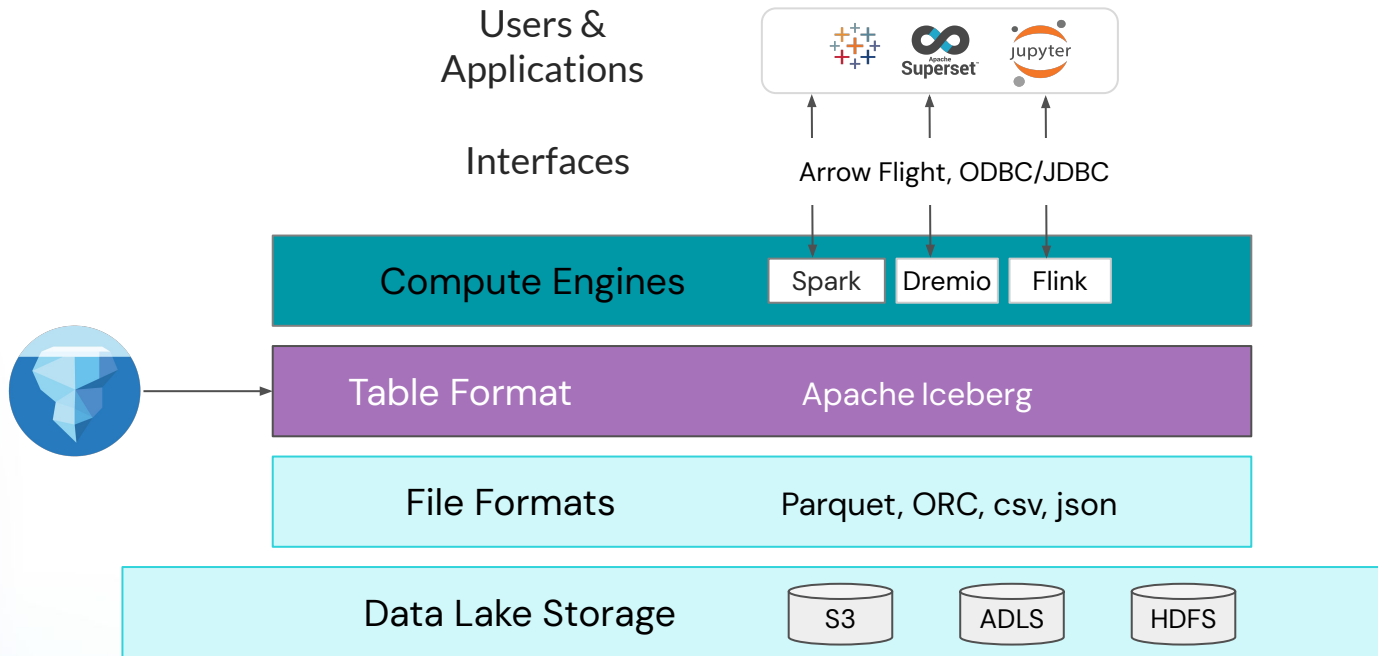 Users &
Applications
Apache
Superset™
jupyter
Interfaces
Arrow Flight, ODBC/JDBC
Compute Engines
Spark
Dremio
Flink
Table Format
Apache Iceberg
File Formats
Parquet, ORC, csv, json
Data Lake Storage
S3
ADLS
HDFS